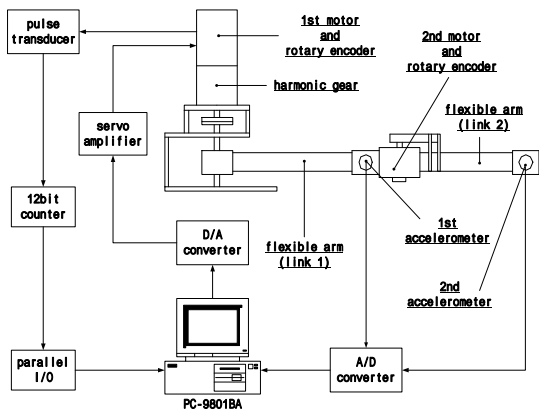 pulse
transducer
1st motor
and
rotary encoder
2nd motor
and
rotary encoder
harmonic gear
flexible arm
(link 2)
servo
amplifier
12bit
counter
D/A
converter
flexible arm
(link 1)
1st
accelerometer
2nd
accelerometer
parallel
I/O
A/D
converter
PC-9801BA